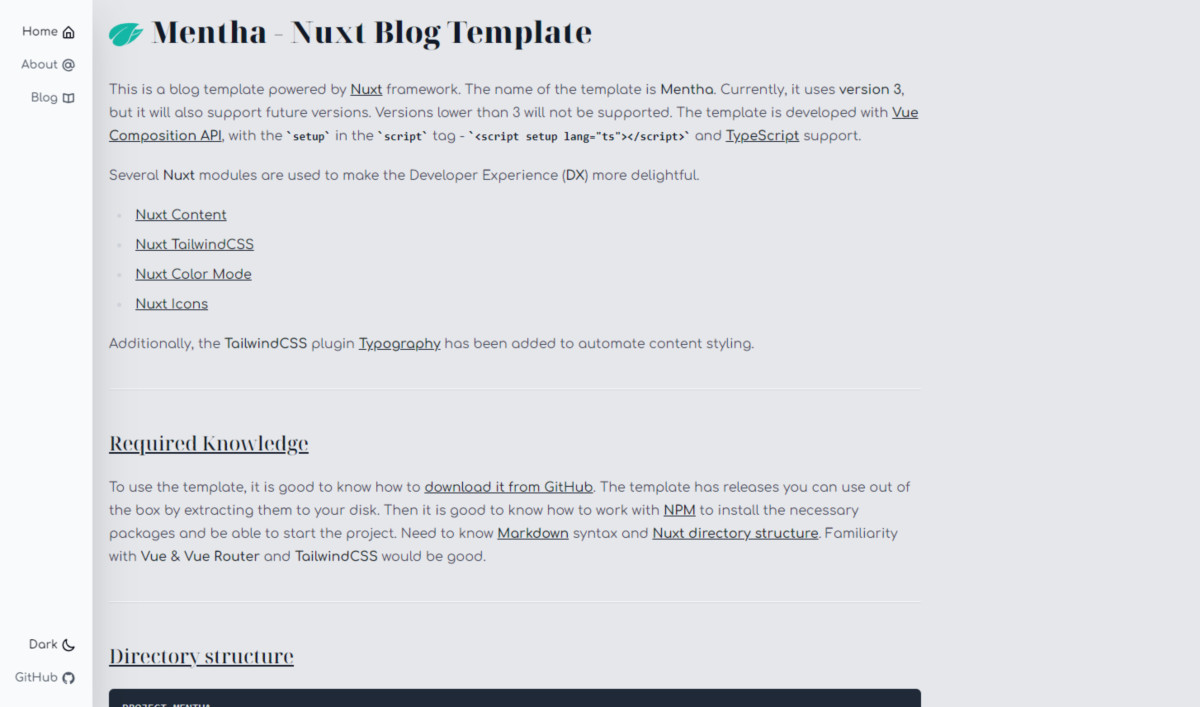 Home
About
Blog
Mentha - Nuxt Blog Template
This is a blog template powered by Nuxt framework. The name of the template is Mentha. Currently, it uses version 3,
but it will also support future versions. Versions lower than 3 will not be supported. The template is developed with Vue
Composition API, with the `setup` in the `script` tag - `<script setup lang="ts"></script>` and TypeScript support.
Several Nuxt modules are used to make the Developer Experience (DX) more delightful.
Nuxt Content
Nuxt TailwindCSS
Nuxt Color Mode
Nuxt Icons
Additionally, the TailwindCSS plugin Typography has been added to automate content styling.
Required Knowledge
To use the template, it is good to know how to download it from GitHub. The template has releases you can use out of
the box by extracting them to your disk. Then it is good to know how to work with NPM to install the necessary
packages and be able to start the project. Need to know Markdown syntax and Nuxt directory structure. Familiarity
with Vue & Vue Router and TailwindCSS would be good.
Directory structure
PROJECT-MENTHA
Dark
GitHub